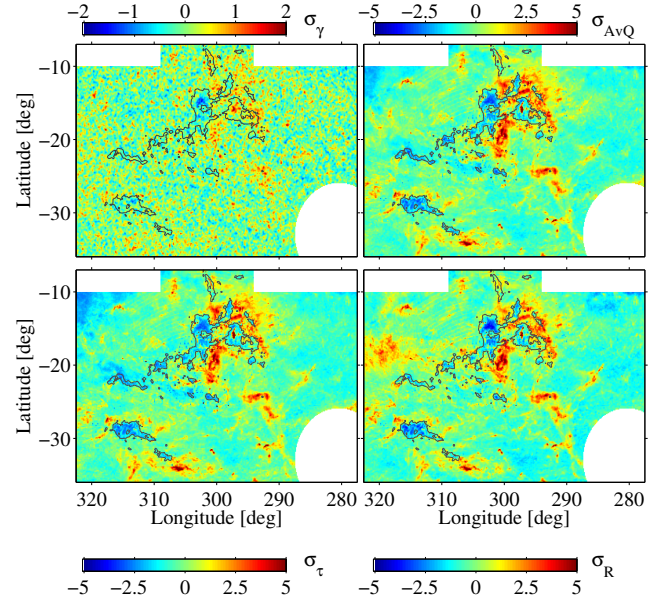 −2 −1 0 1 2 σγ
−5 −2.5 0 2.5 5 σAvQ
Latitude [deg]
−10
−20
−30
Latitude [deg]
−10
−20
−30
320 310 300 290 280
320 310 300 290 280
Longitude [deg]
Longitude [deg]
−5 −2.5 0 2.5 5 στ
−5 −2.5 0 2.5 5 σR